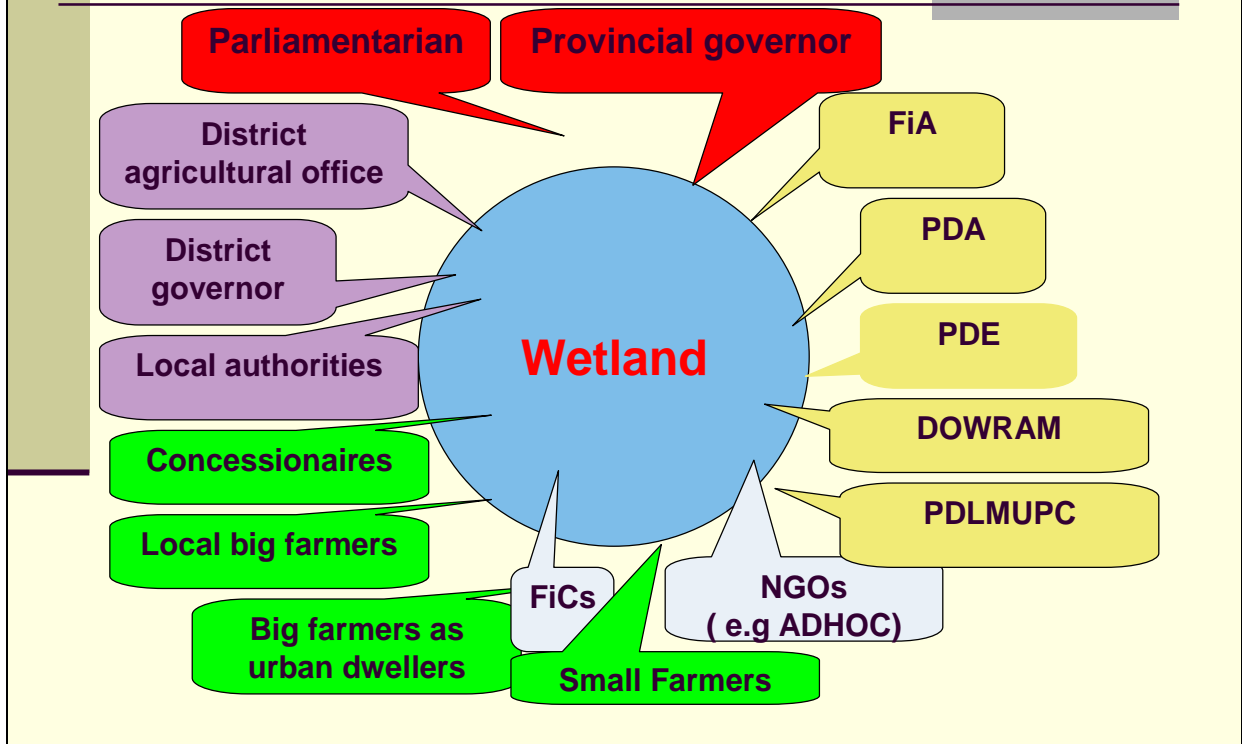 Parliamentarian
Provincial governor
District
agricultural office
FiA
PDA
District
governor
PDE
Local authorities
Wetland
DOWRAM
Concessionaires
PDLMUPC
Local big farmers
FiCs
NGOs
( e.g ADHOC)
Big farmers as
urban dwellers
Small Farmers